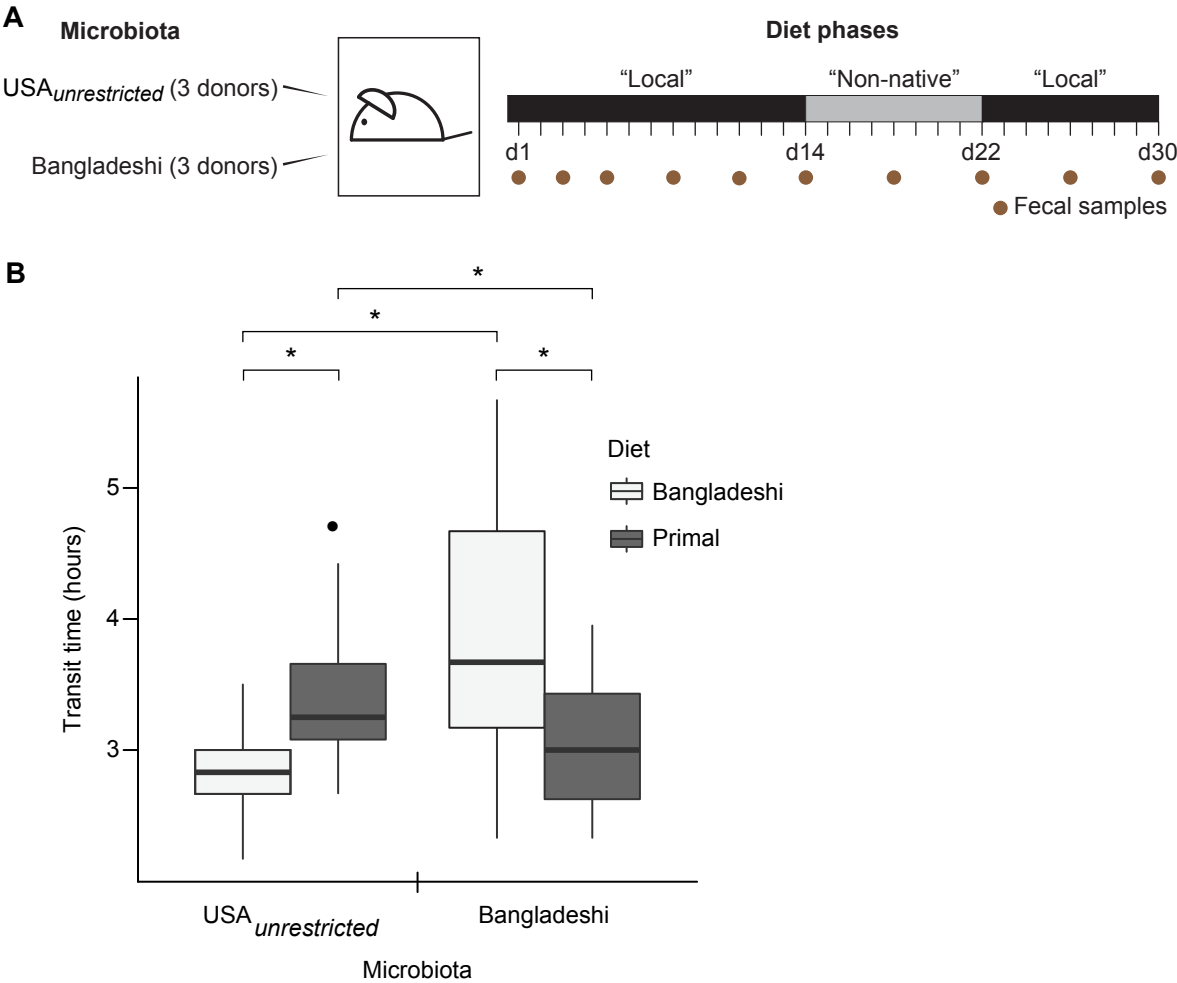 A
Microbiota
Diet phases
USAunrestricted (3 donors)
Bangladeshi (3 donors)
“Local”
“Non-native”
“Local”
d1
d14
d22
d30
Fecal samples
B
*
*
*
*
Diet
Bangladeshi
Primal
Transit time (hours)
5
4
3
USAunrestricted
Bangladeshi
Microbiota